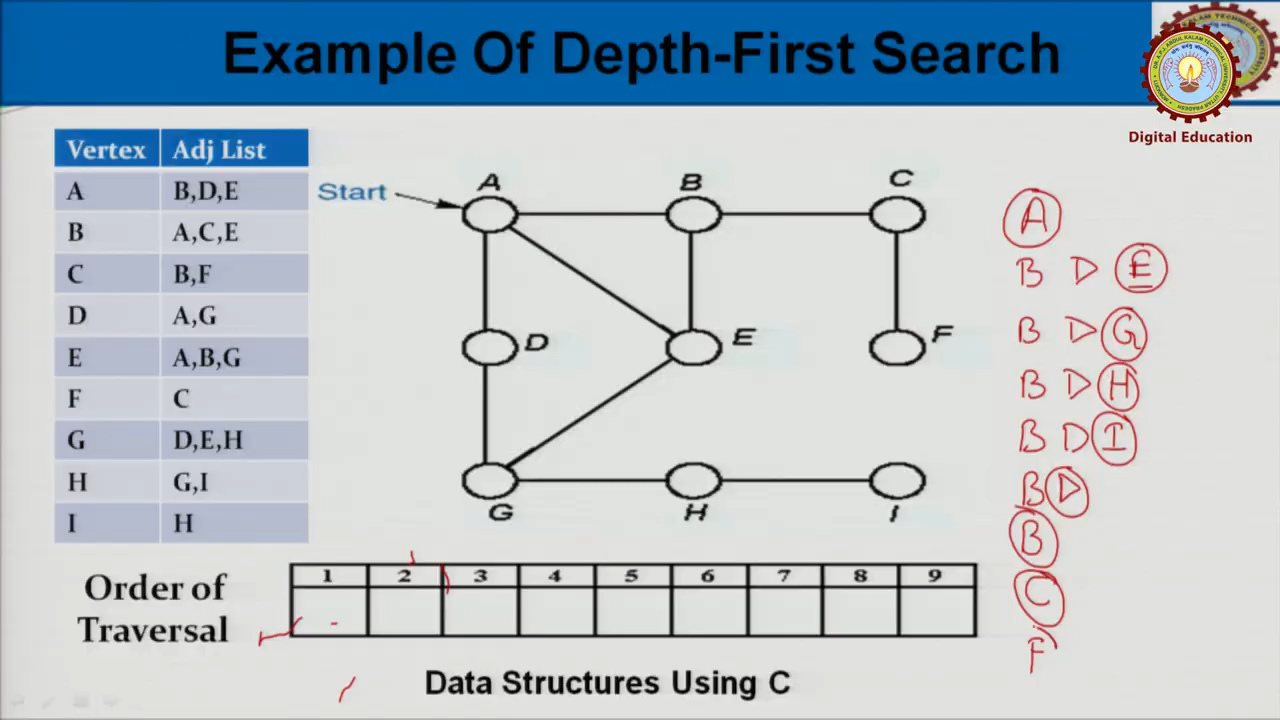 Example Of Depth-First Search
Digital Education
Vertex Adj List
A B,D,E
B A,C,E
C B,F
D A,G
E A,B,G
F C
G D,E,H
H G,I
I H
Start
A B C
D E F
G H I
A
B D E
B D G
B D H
B D I
B D
B
C
F
Order of
Traversal
1 2 3 4 5 6 7 8 9
Data Structures Using C